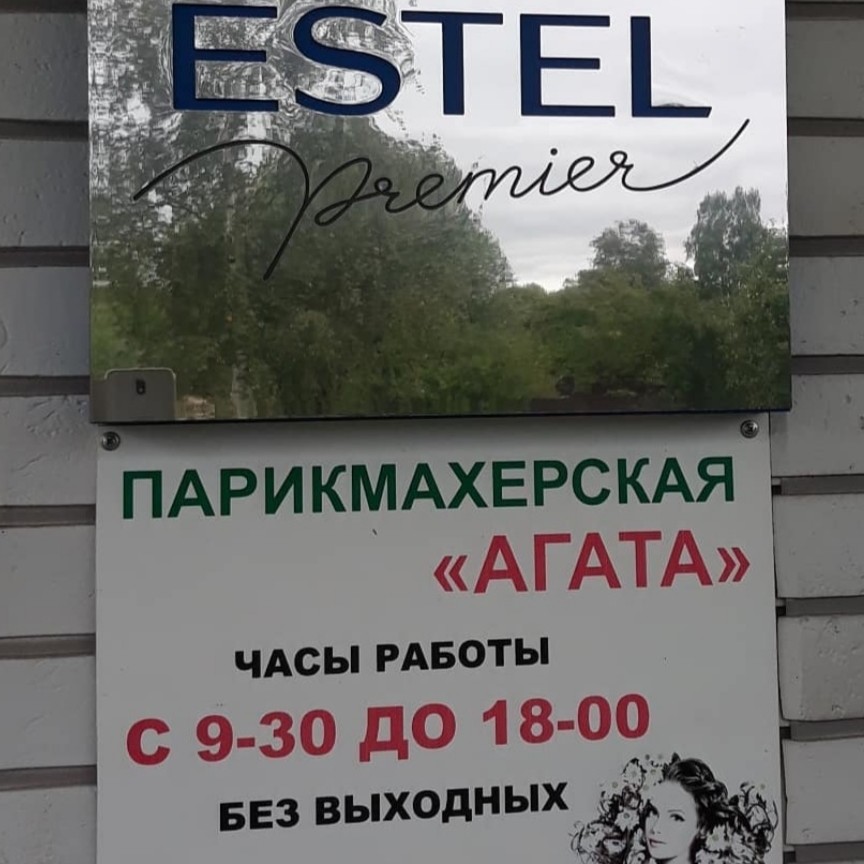 ESTEL
Premier
ПАРИКМАХЕРСКАЯ
«АГАТА»
ЧАСЫ РАБОТЫ
С 9-30 ДО 18-00
БЕЗ ВЫХОДНЫХ